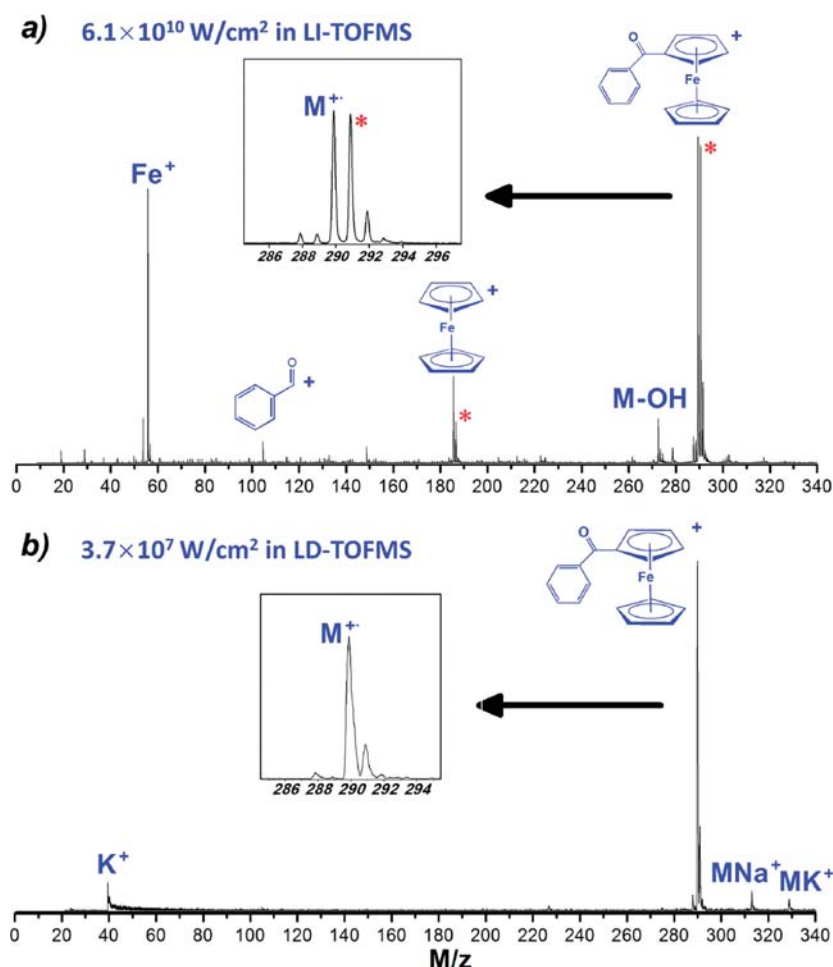 a) 6.1×10¹⁰ W/cm² in LI-TOFMS
O
+
Fe
*
M+·
*
286 288 290 292 294 296
Fe+
+
Fe
*
O
+
M-OH
0 20 40 60 80 100 120 140 160 180 200 220 240 260 280 300 320 340
b) 3.7×10⁷ W/cm² in LD-TOFMS
O
+
Fe
M+·
286 288 290 292 294
K+
MNa+
MK+
0 20 40 60 80 100 120 140 160 180 200 220 240 260 280 300 320 340
M/z